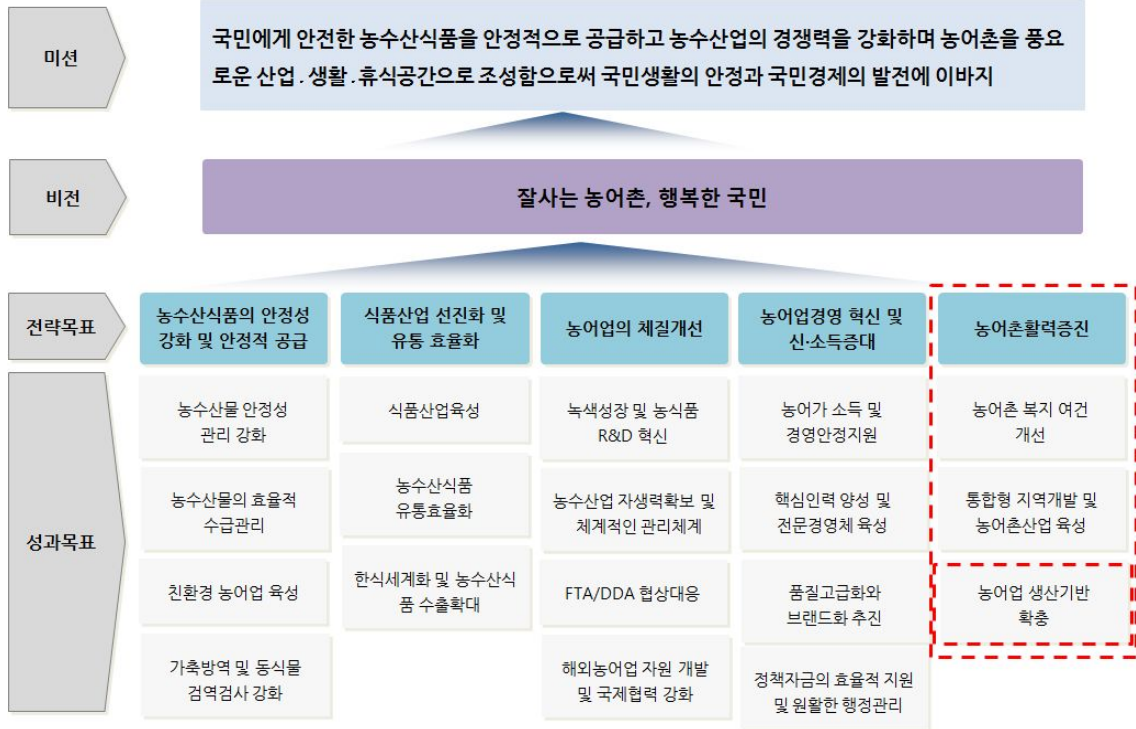 미션
국민에게 안전한 농수산식품을 안정적으로 공급하고 농수산업의 경쟁력을 강화하며 농어촌을 풍요
로운 산업 . 생활 . 휴식공간으로 조성함으로써 국민생활의 안정과 국민경제의 발전에 이바지
비전
잘사는 농어촌, 행복한 국민
전략목표
농수산식품의 안정성
강화 및 안정적 공급
식품산업 선진화 및
유통 효율화
농어업의 체질개선
농어업경영 혁신 및
신·소득증대
농어촌활력증진
성과목표
농수산물 안정성
관리 강화
농수산물의 효율적
수급관리
친환경 농어업 육성
가축방역 및 동식물
검역검사 강화
식품산업육성
농수산식품
유통효율화
한식세계화 및 농수산식
품 수출확대
녹색성장 및 농식품
R&D 혁신
농수산업 자생력확보 및
체계적인 관리체계
FTA/DDA 협상대응
해외농어업 자원 개발
및 국제협력 강화
농어가 소득 및
경영안정지원
핵심인력 양성 및
전문경영체 육성
품질고급화와
브랜드화 추진
정책자금의 효율적 지원
및 원활한 행정관리
농어촌 복지 여건
개선
통합형 지역개발 및
농어촌산업 육성
농어업 생산기반
확충